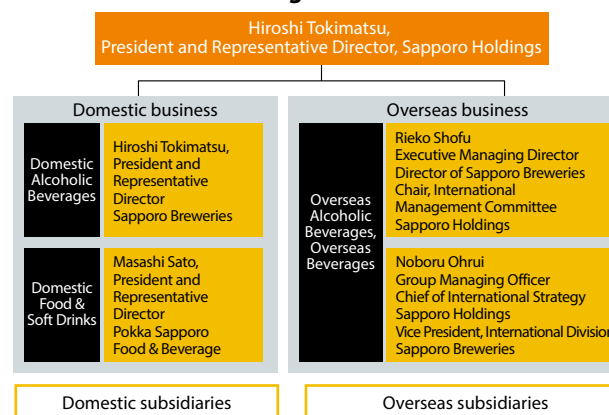 Hiroshi Tokimatsu,
President and Representative Director, Sapporo Holdings
Domestic business
Domestic
Alcoholic
Beverages
Hiroshi Tokimatsu,
President and
Representative
Director
Sapporo Breweries
Domestic
Food &
Soft Drinks
Masashi Sato,
President and
Representative
Director
Pokka Sapporo
Food & Beverage
Overseas business
Overseas
Alcoholic
Beverages,
Overseas
Beverages
Rieko Shofu
Executive Managing Director
Director of Sapporo Breweries
Chair, International
Management Committee
Sapporo Holdings
Noboru Ohrui
Group Managing Officer
Chief of International Strategy
Sapporo Holdings
Vice President, International Division
Sapporo Breweries
Domestic subsidiaries
Overseas subsidiaries